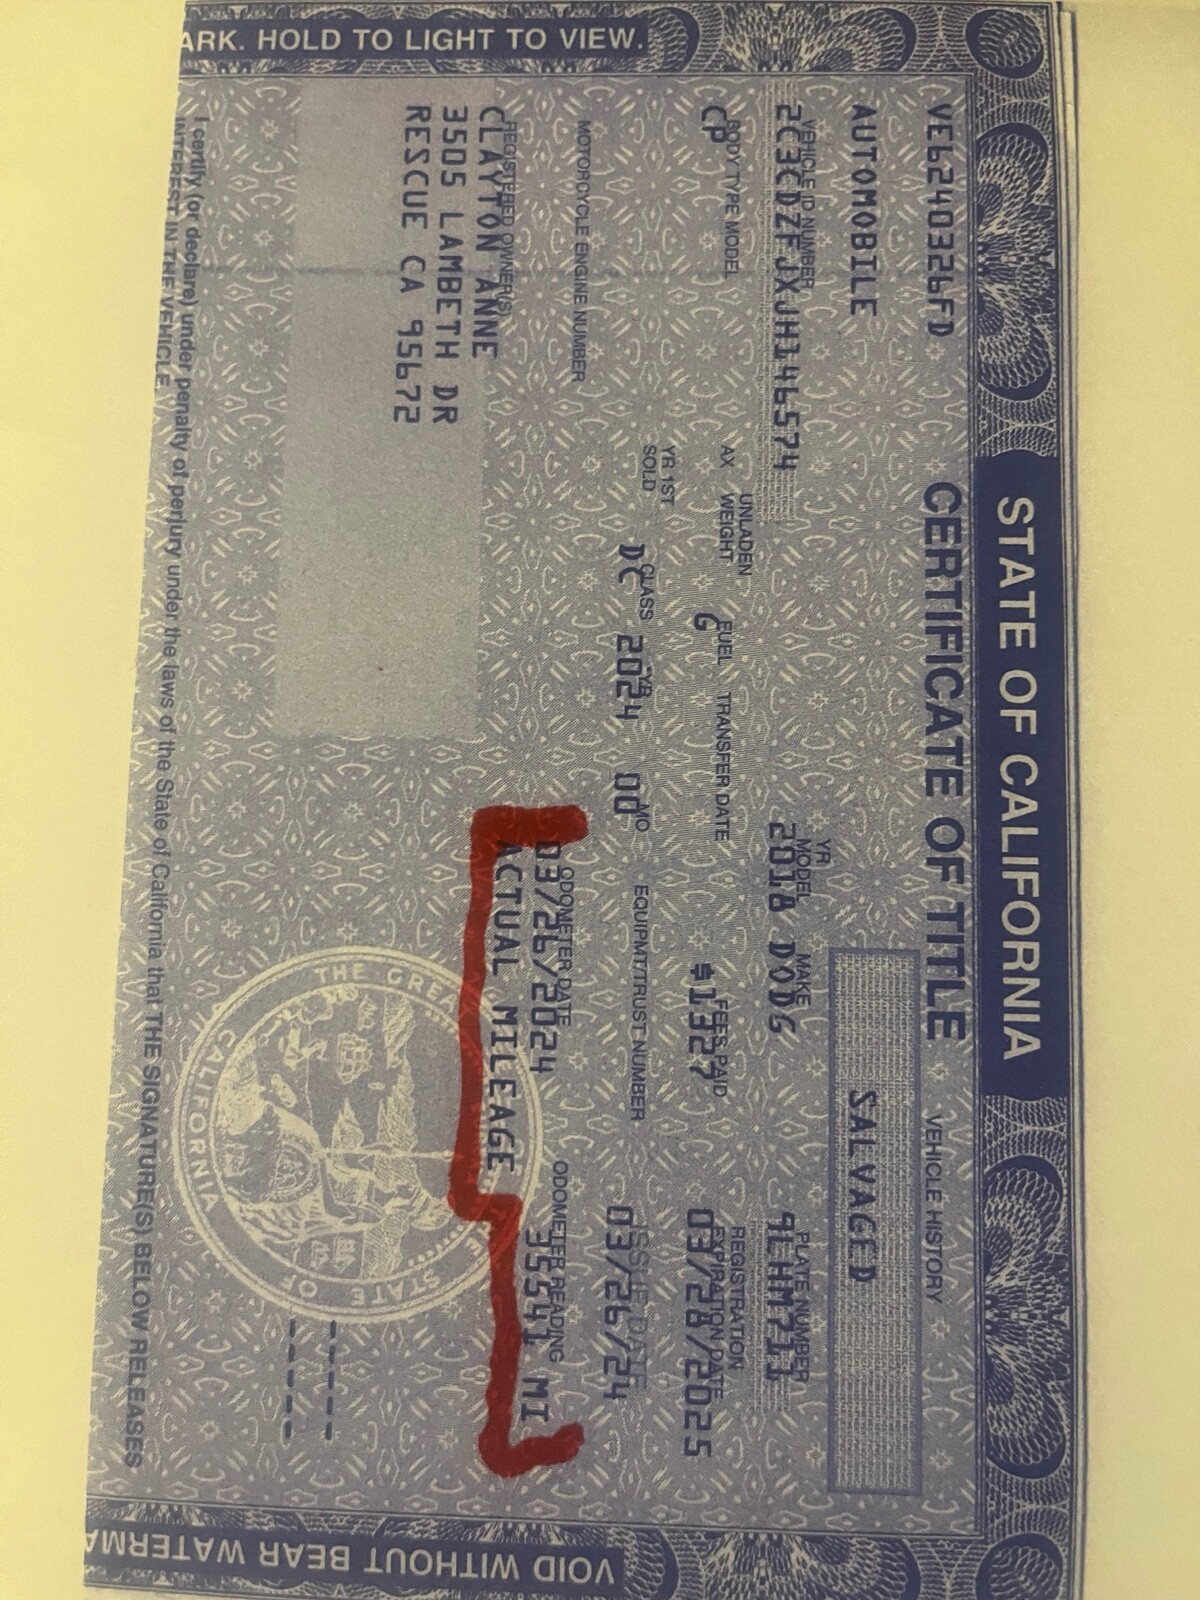 ARK. HOLD TO LIGHT TO VIEW.
VOID WITHOUT BEAR WATERMA
STATE OF CALIFORNIA
CERTIFICATE OF TITLE
VE6240326FD
VEHICLE HISTORY
AUTOMOBILE
SALVAGED
VEHICLE ID NUMBER
YR MODEL
MAKE
PLATE NUMBER
2C3CDZFJXJH146574
2018 DODG
9LHM711
BODY TYPE MODEL
AX
UNLADEN WEIGHT
FUEL
TRANSFER DATE
FEES PAID
REGISTRATION EXPIRATION DATE
CP
G
$1327
03/28/2025
YR 1ST SOLD
CLASS
YR
MO
EQUIPMT/TRUST NUMBER
ISSUE DATE
DC
2024
00
03/26/24
MOTORCYCLE ENGINE NUMBER
ODOMETER DATE
ODOMETER READING
03/26/2024
35541 MI
REGISTERED OWNER(S)
ACTUAL MILEAGE
CLAYTON ANNE
3505 LAMBETH DR
RESCUE CA 95672
THE GREA
STATE OF
CALIFORNIA
I certify (or declare) under penalty of perjury under the laws of the State of California that THE SIGNATURE(S) BELOW RELEASES
INTEREST IN THE VEHICLE.